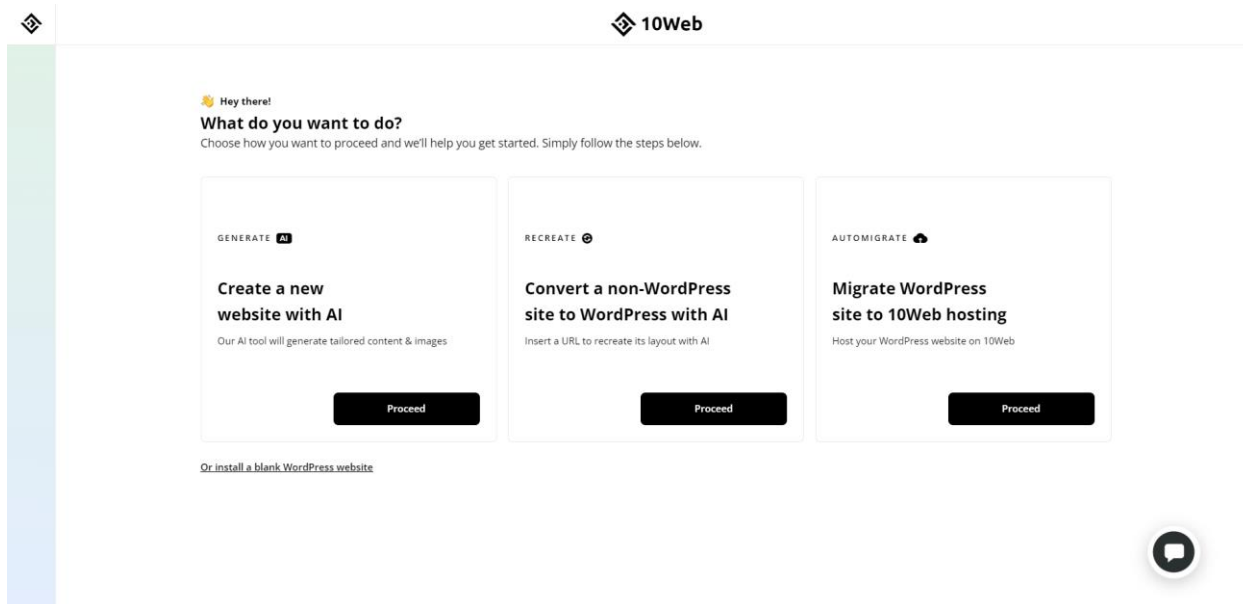 10Web
Hey there!
What do you want to do?
Choose how you want to proceed and we'll help you get started. Simply follow the steps below.
GENERATE AI
Create a new
website with AI
Our AI tool will generate tailored content & images
Proceed
RECREATE
Convert a non-WordPress
site to WordPress with AI
Insert a URL to recreate its layout with AI
Proceed
AUTOMIGRATE
Migrate WordPress
site to 10Web hosting
Host your WordPress website on 10Web
Proceed
Or install a blank WordPress website